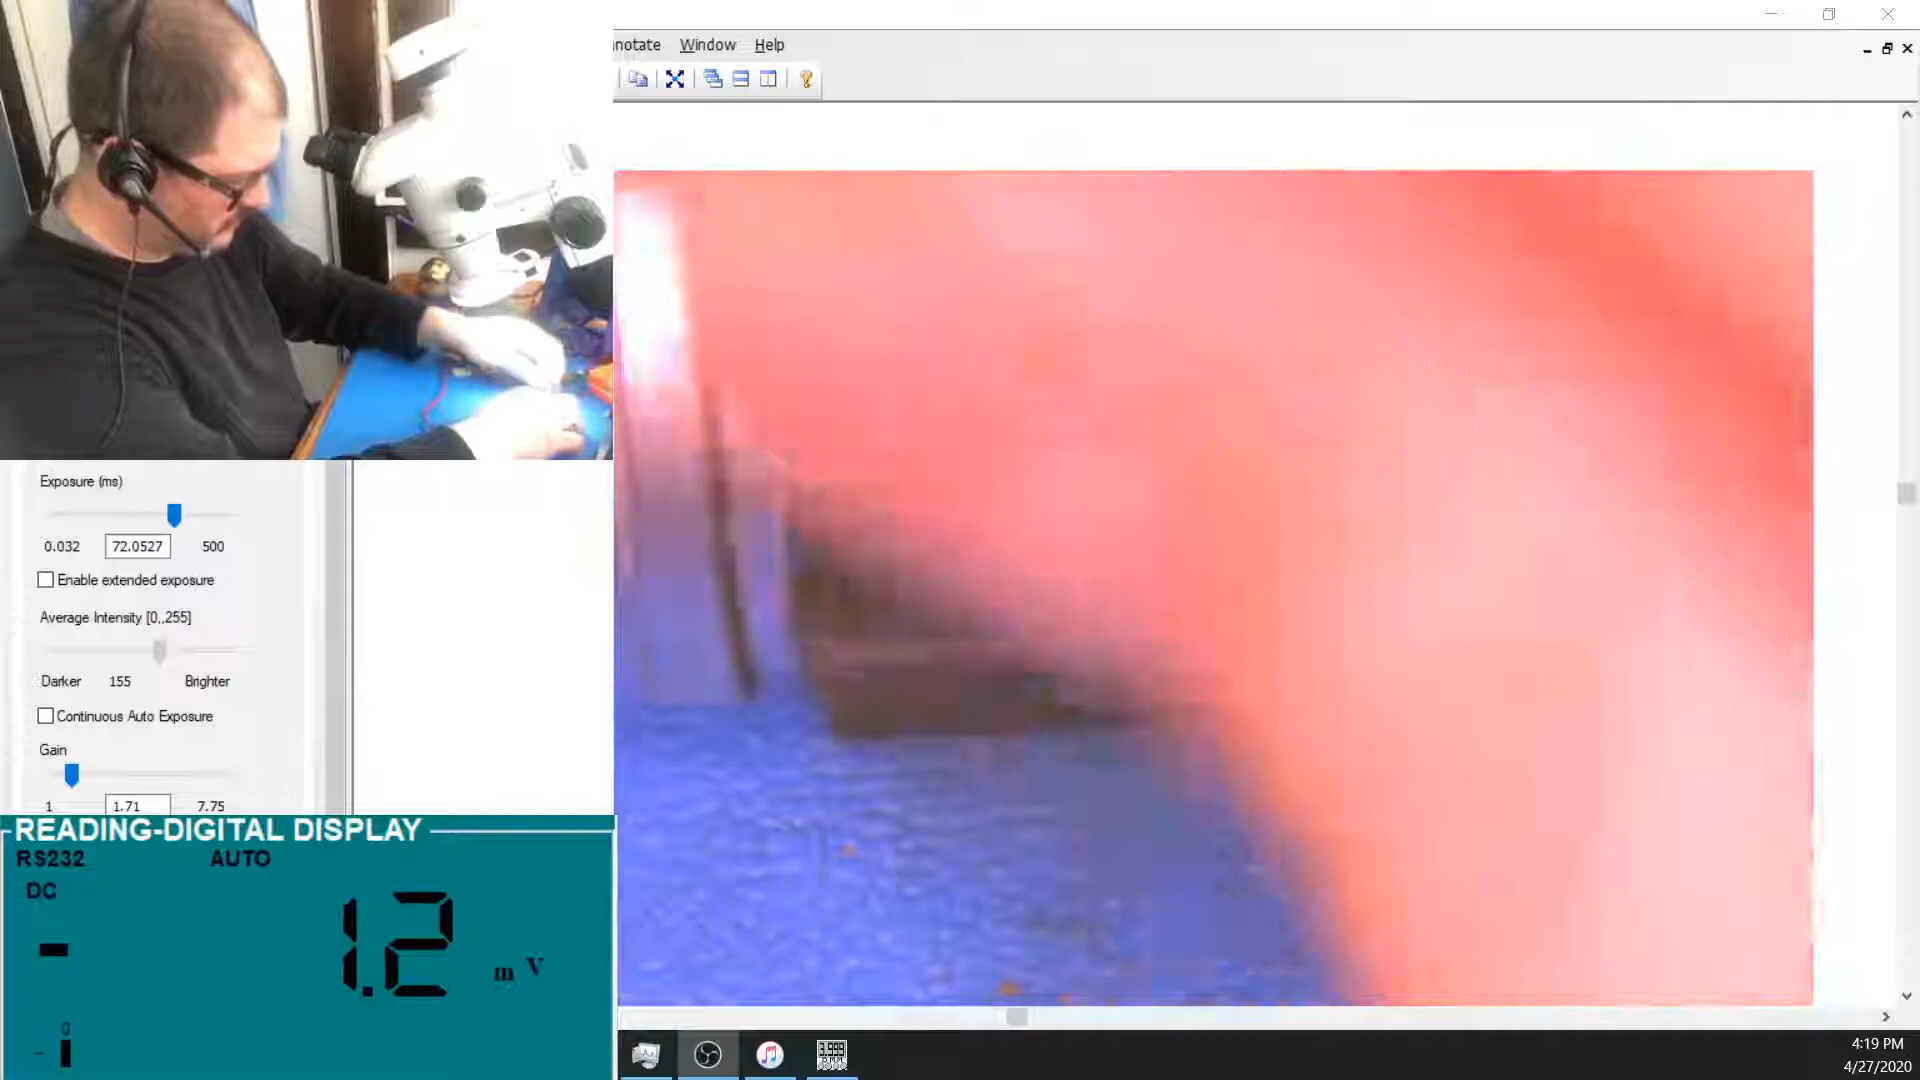 Window Help
Exposure (ms)
0.032 72.0527 500
Enable extended exposure
Average Intensity [0,,255]
Darker 155 Brighter
Continuous Auto Exposure
Gain
1 1.71 7.75
READING-DIGITAL DISPLAY
RS232 AUTO
DC
- 1.2 m V
0
-
4:19 PM
4/27/2020